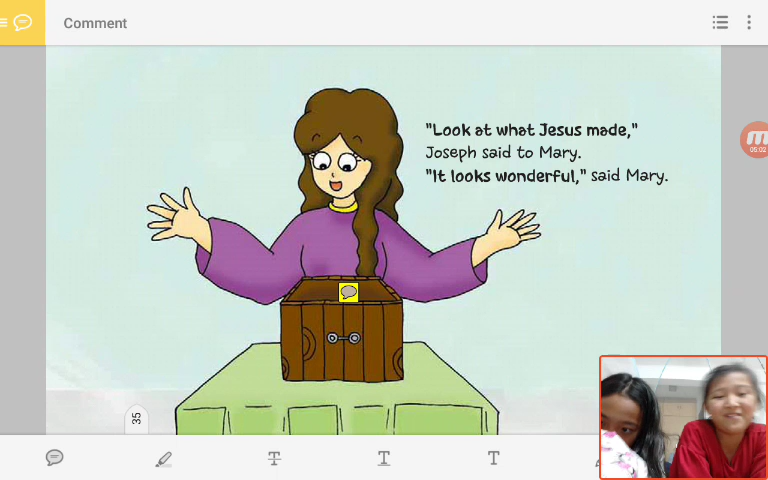 Comment
"Look at what Jesus made,"
Joseph said to Mary.
"It looks wonderful," said Mary.
05:02
35
T
T
T